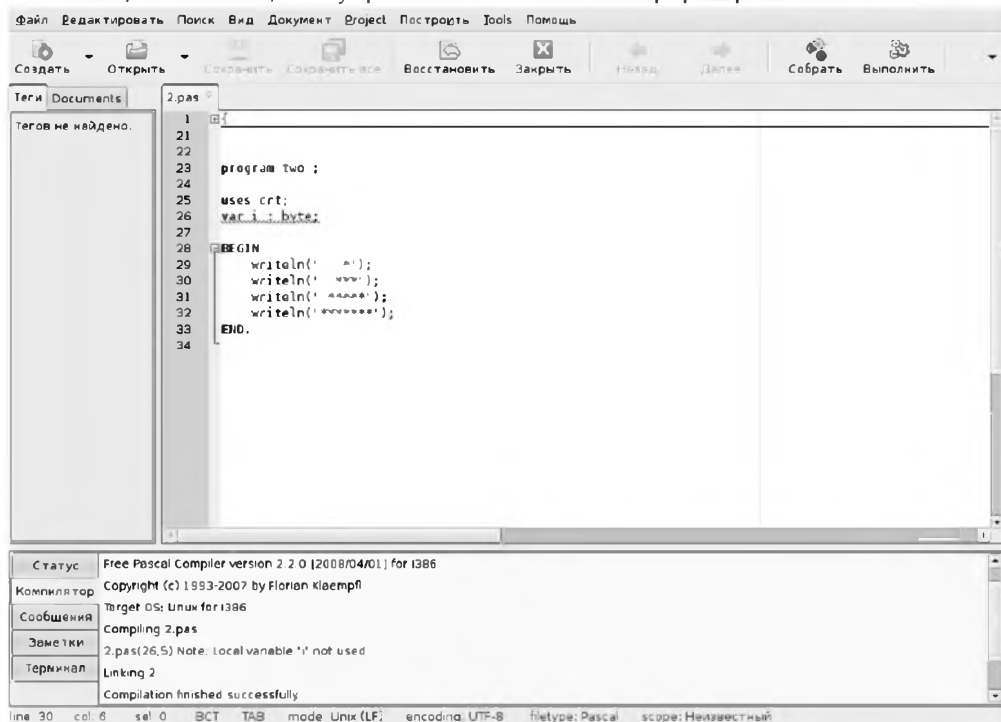 Файл Редактировать Поиск Вид Документ Project Построить Tools Помощь
Создать Открыть Сохранить Сохранить все Восстановить Закрыть Назад Далее Собрать Выполнить
Теги Documents 2.pas
Тегов не найдено.
1 {
21
22
23 program two ;
24
25 uses crt;
26 var i : byte;
27
28 BEGIN
29 writeln('   *');
30 writeln('  ***');
31 writeln(' *****');
32 writeln('*******');
33 END.
34
Статус
Компилятор
Сообщения
Заметки
Терминал
Free Pascal Compiler version 2.2.0 [2008/04/01] for i386
Copyright (c) 1993-2007 by Florian Klaempfl
Target OS: Linux for i386
Compiling 2.pas
2.pas(26,5) Note: Local variable "i" not used
Linking 2
Compilation finished successfully
line 30 col: 6 sel 0 ВСТ TAB mode Unix (LF) encoding: UTF-8 filetype: Pascal scope: Неизвестный